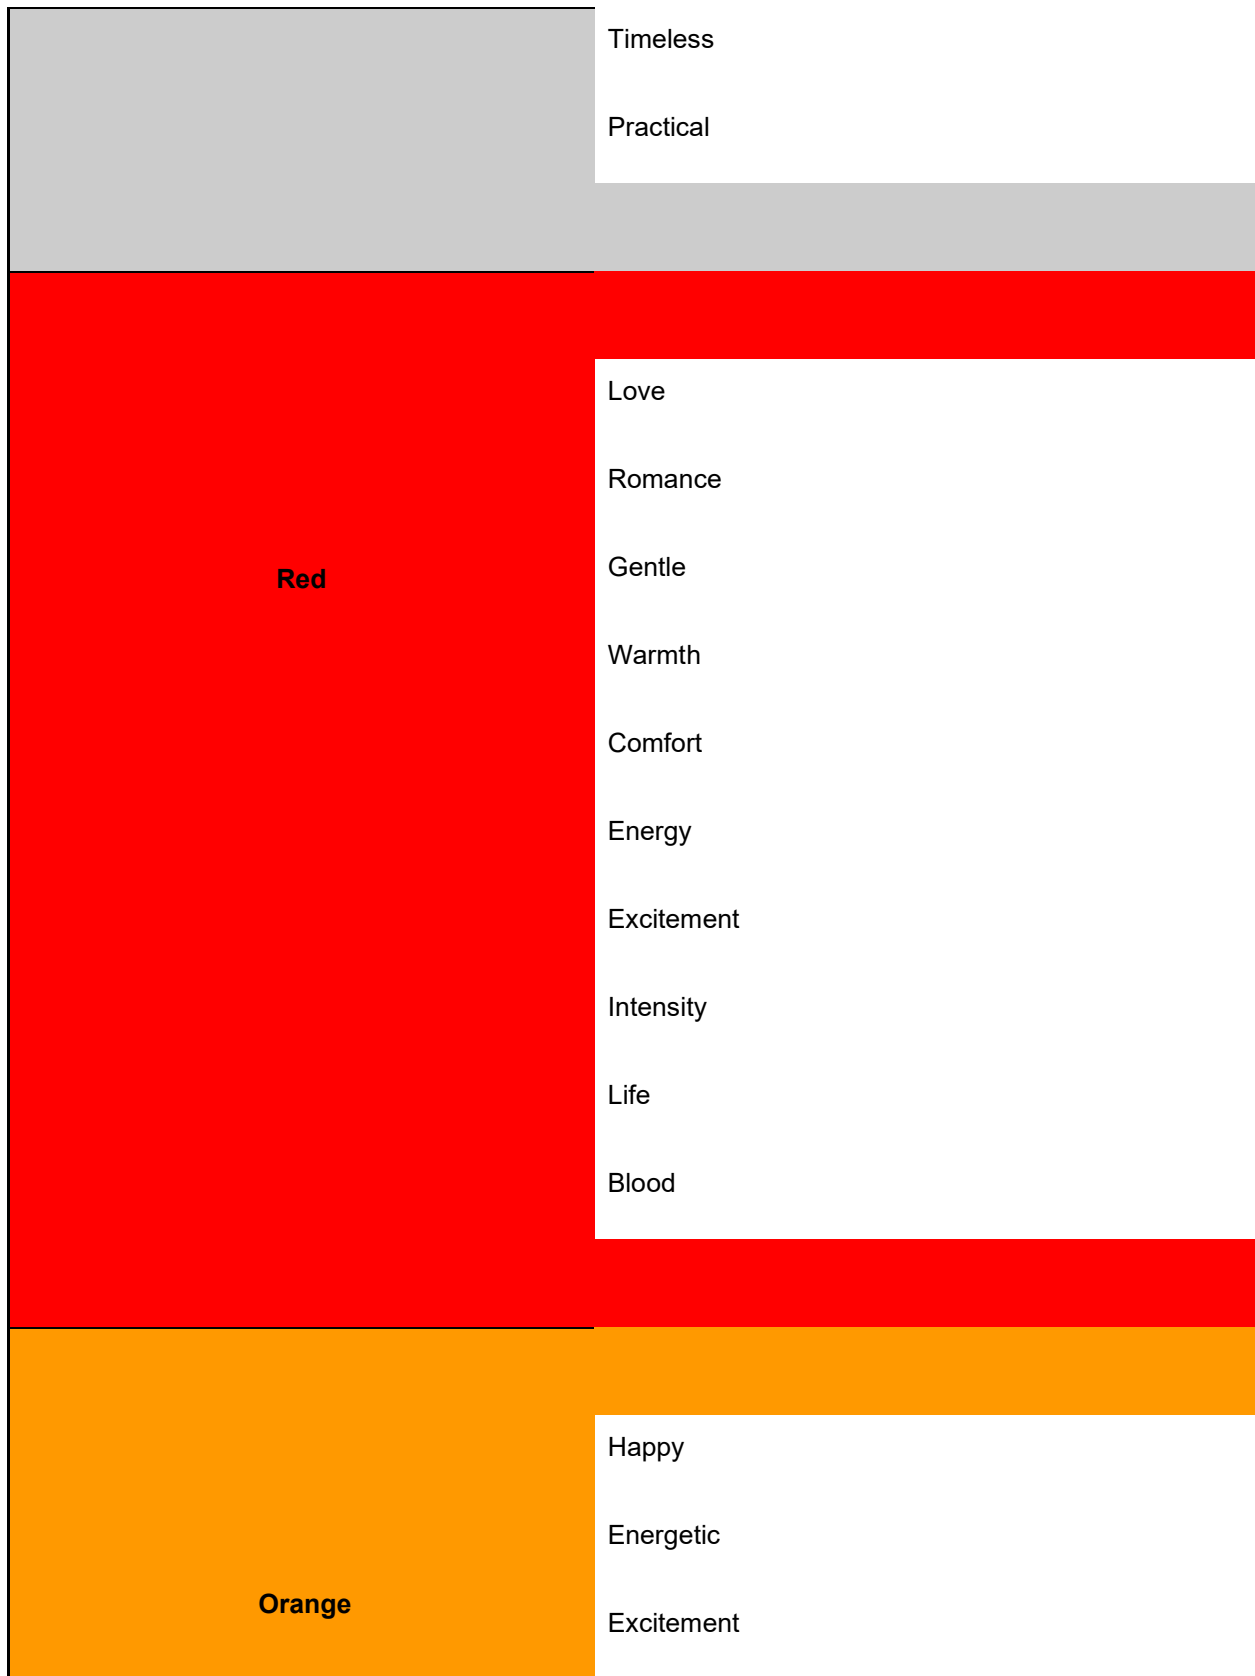 Timeless
Practical
Love
Romance
Gentle
Red
Warmth
Comfort
Energy
Excitement
Intensity
Life
Blood
Happy
Energetic
Orange
Excitement